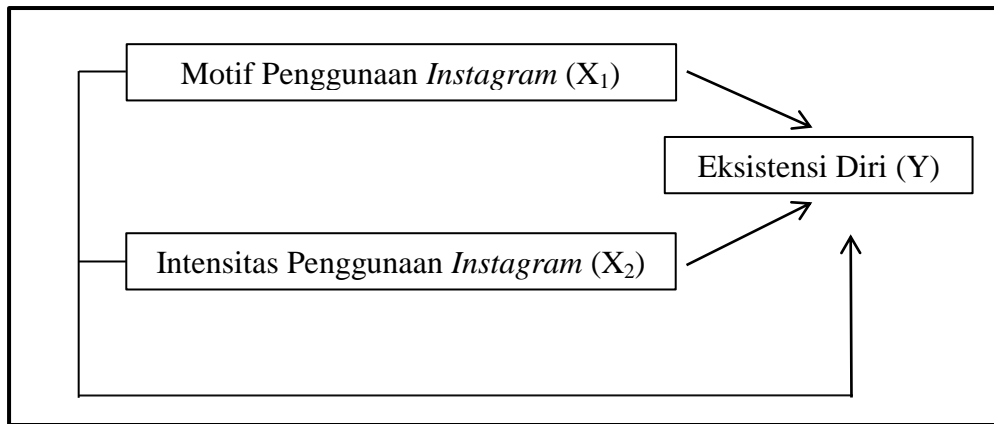 Motif Penggunaan Instagram (X₁)
Eksistensi Diri (Y)
Intensitas Penggunaan Instagram (X₂)